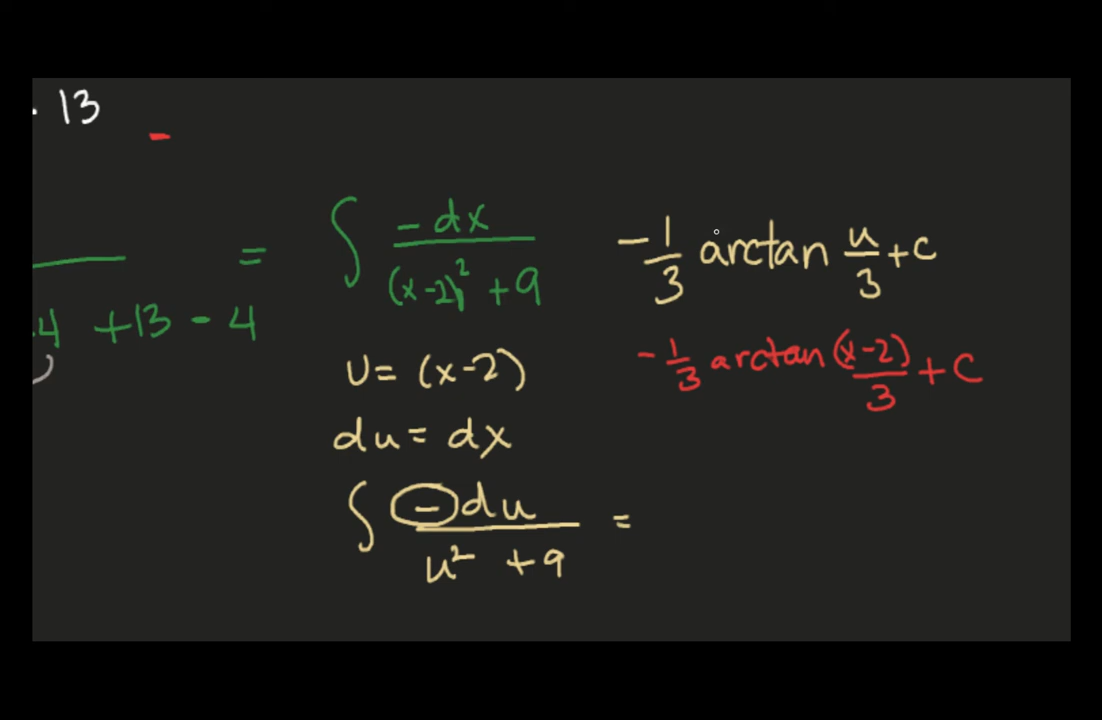 . 13
-
= ∫ -dx / ((x-2)² + 9)
.4 + 13 - 4
)
U = (x-2)
du = dx
∫ -du / (u² + 9) =
-1/3 arctan u/3 + c
-1/3 arctan (x-2)/3 + C